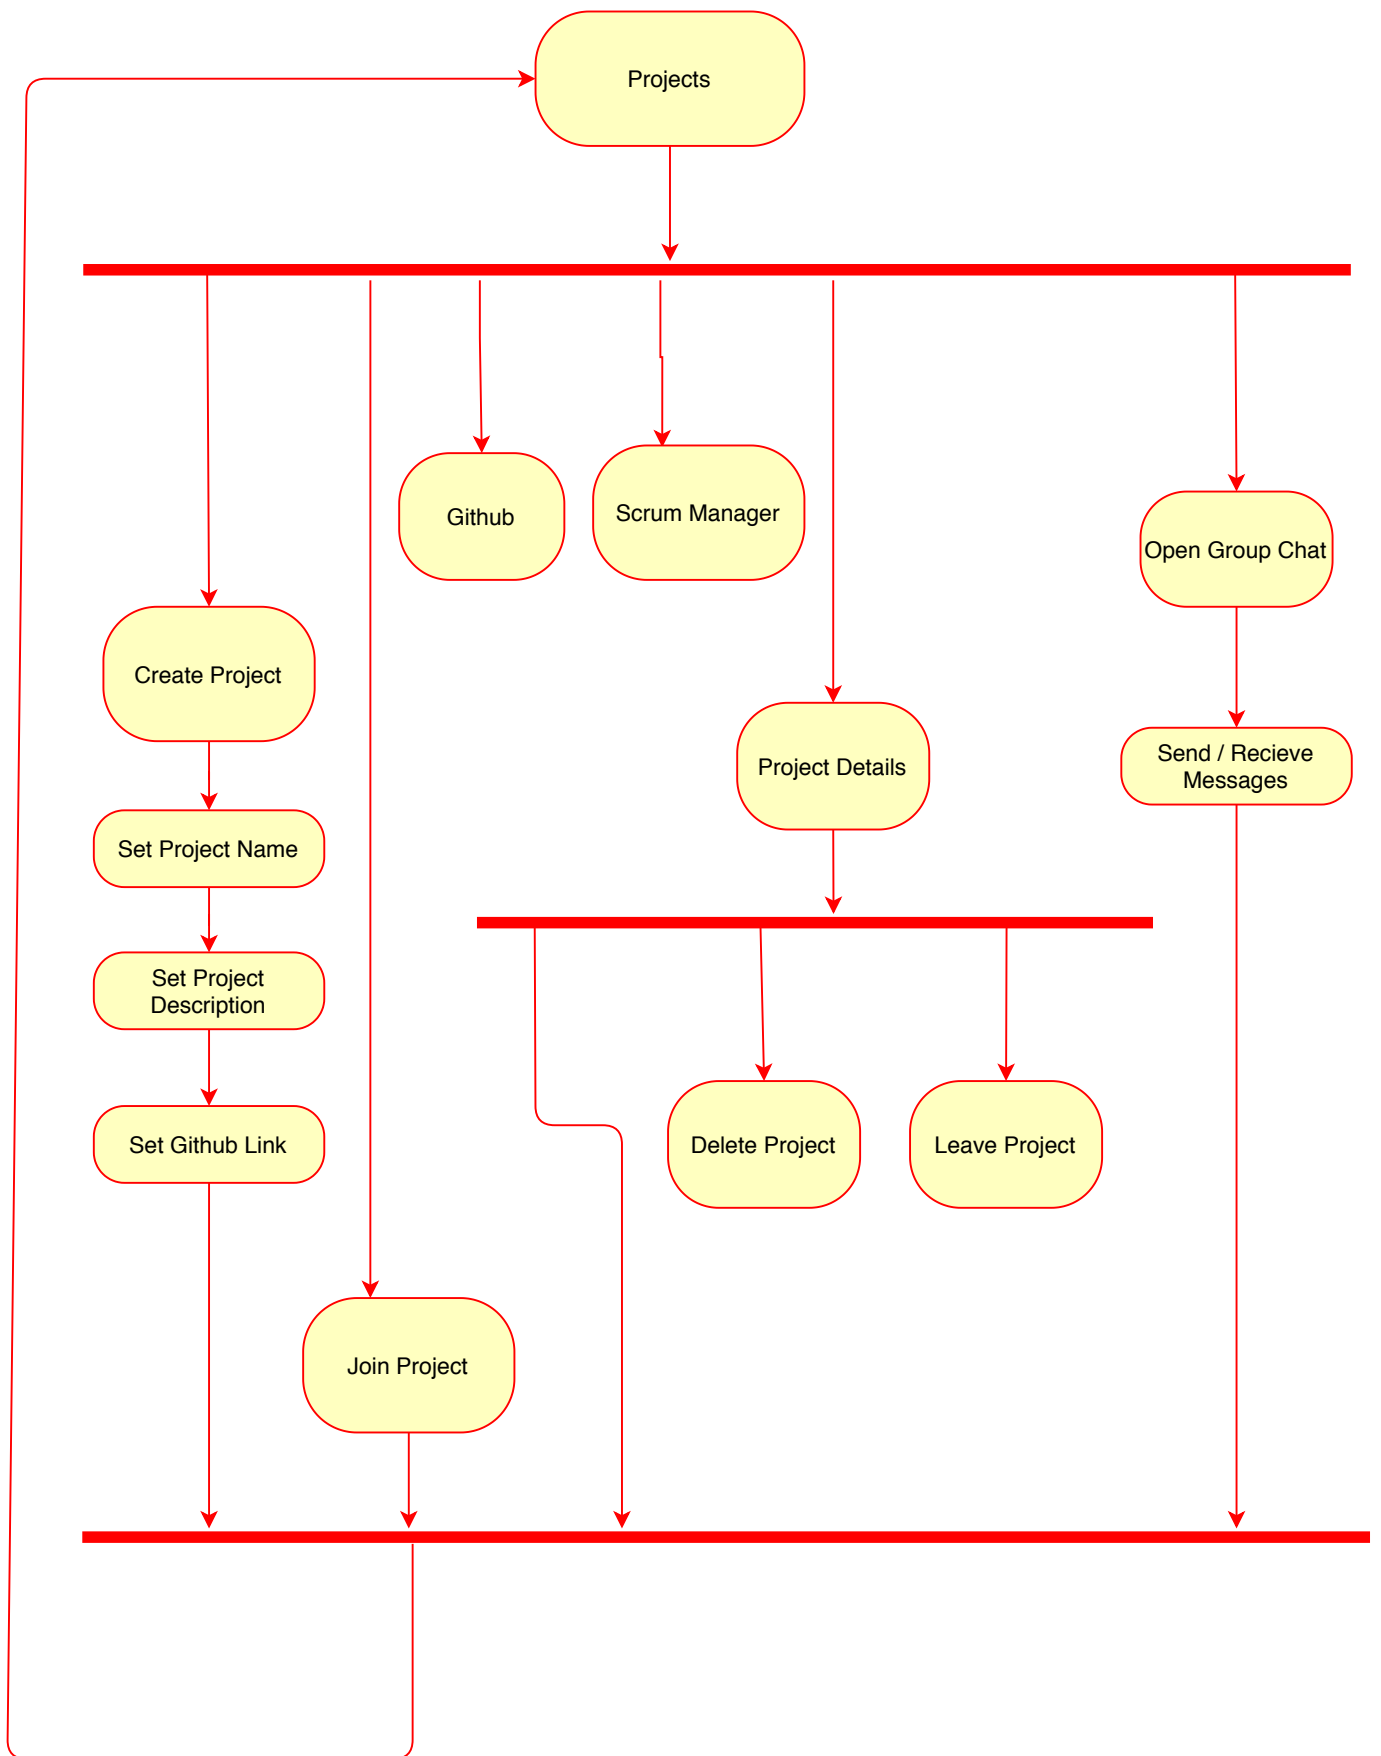 Projects
Github
Scrum Manager
Open Group Chat
Create Project
Project Details
Send / Recieve
Messages
Set Project Name
Set Project
Description
Set Github Link
Delete Project
Leave Project
Join Project